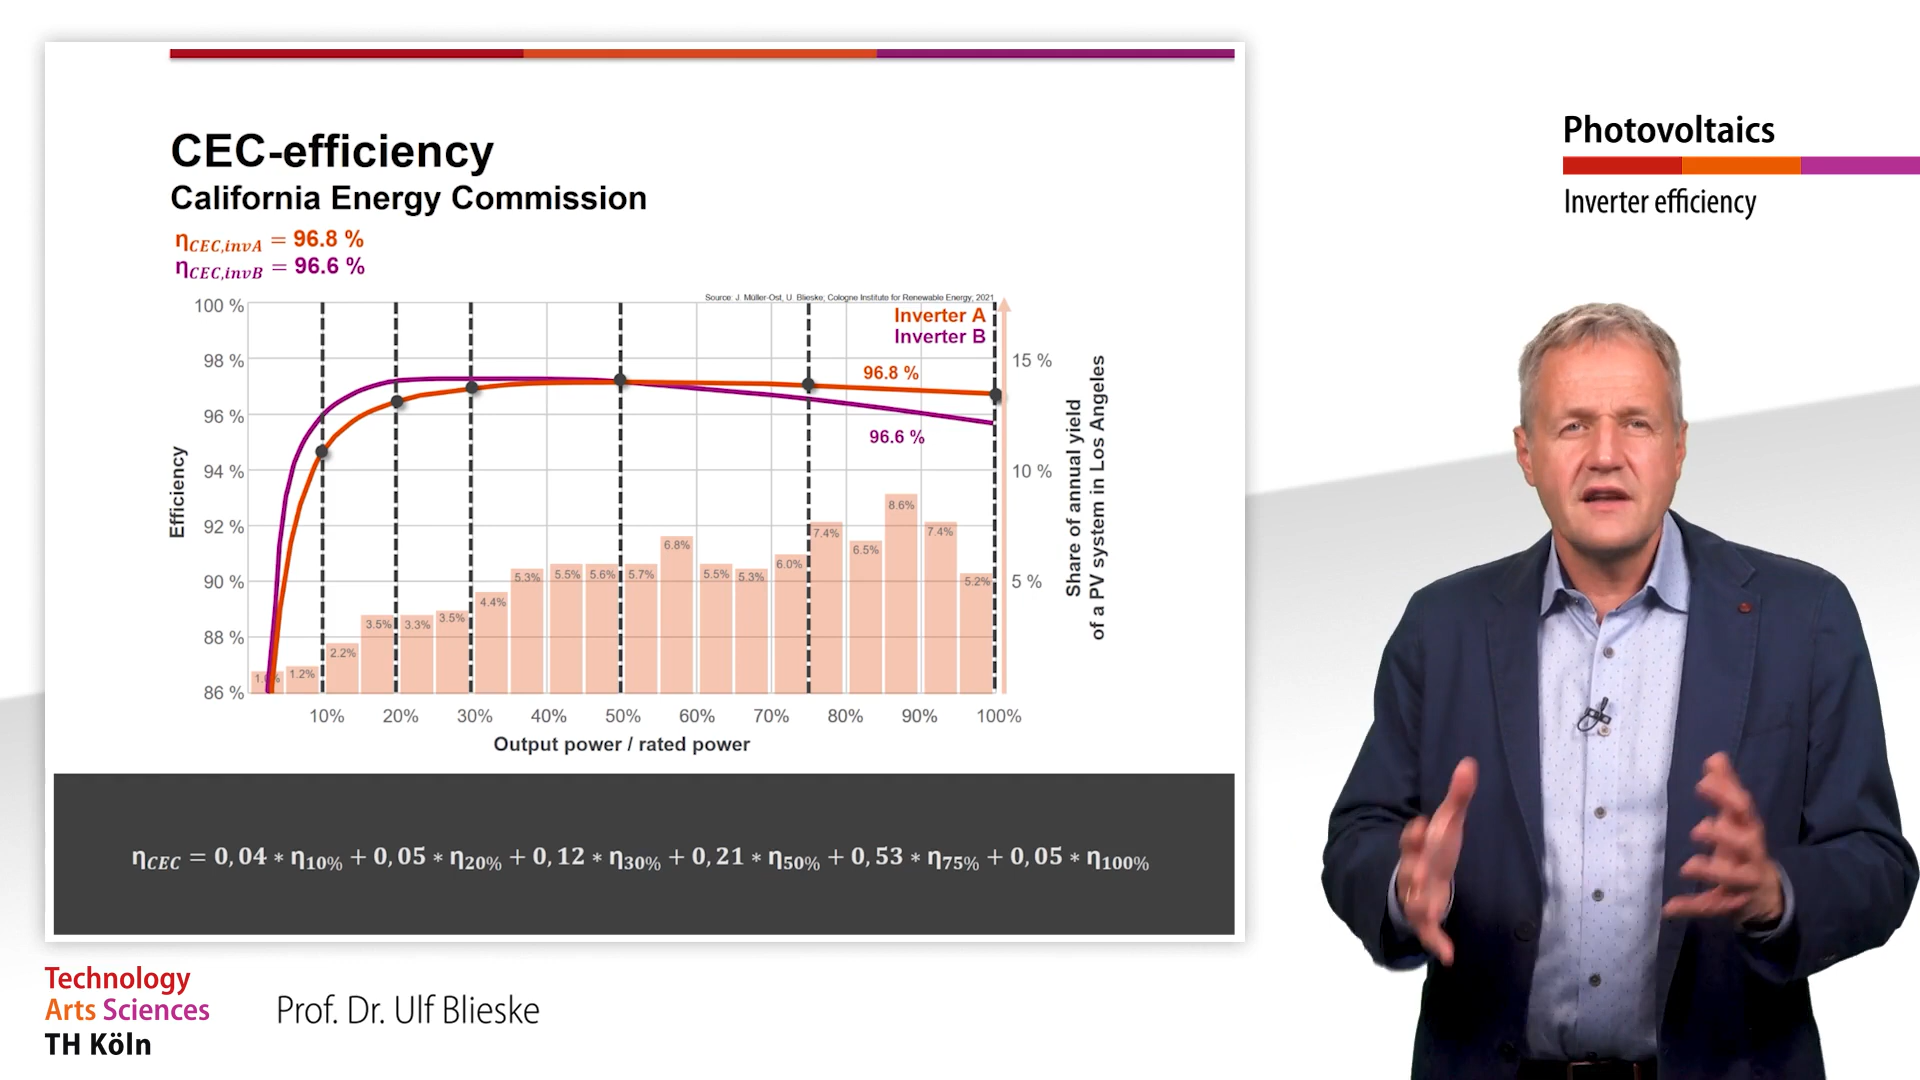 CEC-efficiency
California Energy Commission
ηCEC,invA = 96.8 %
ηCEC,invB = 96.6 %
Source: J. Müller-Ost, U. Blieske; Cologne Institute for Renewable Energy; 2021
Inverter A
Inverter B
96.8 %
96.6 %
100 %
98 %
96 %
94 %
92 %
90 %
88 %
86 %
Efficiency
15 %
10 %
5 %
Share of annual yield
of a PV system in Los Angeles
1.2%
2.2%
3.5%
3.3%
3.5%
4.4%
5.3%
5.5%
5.6%
5.7%
6.8%
5.5%
5.3%
6.0%
7.4%
6.5%
8.6%
7.4%
5.2%
10%
20%
30%
40%
50%
60%
70%
80%
90%
100%
Output power / rated power
ηCEC = 0,04 * η10% + 0,05 * η20% + 0,12 * η30% + 0,21 * η50% + 0,53 * η75% + 0,05 * η100%
Photovoltaics
Inverter efficiency
Technology
Arts Sciences
TH Köln
Prof. Dr. Ulf Blieske